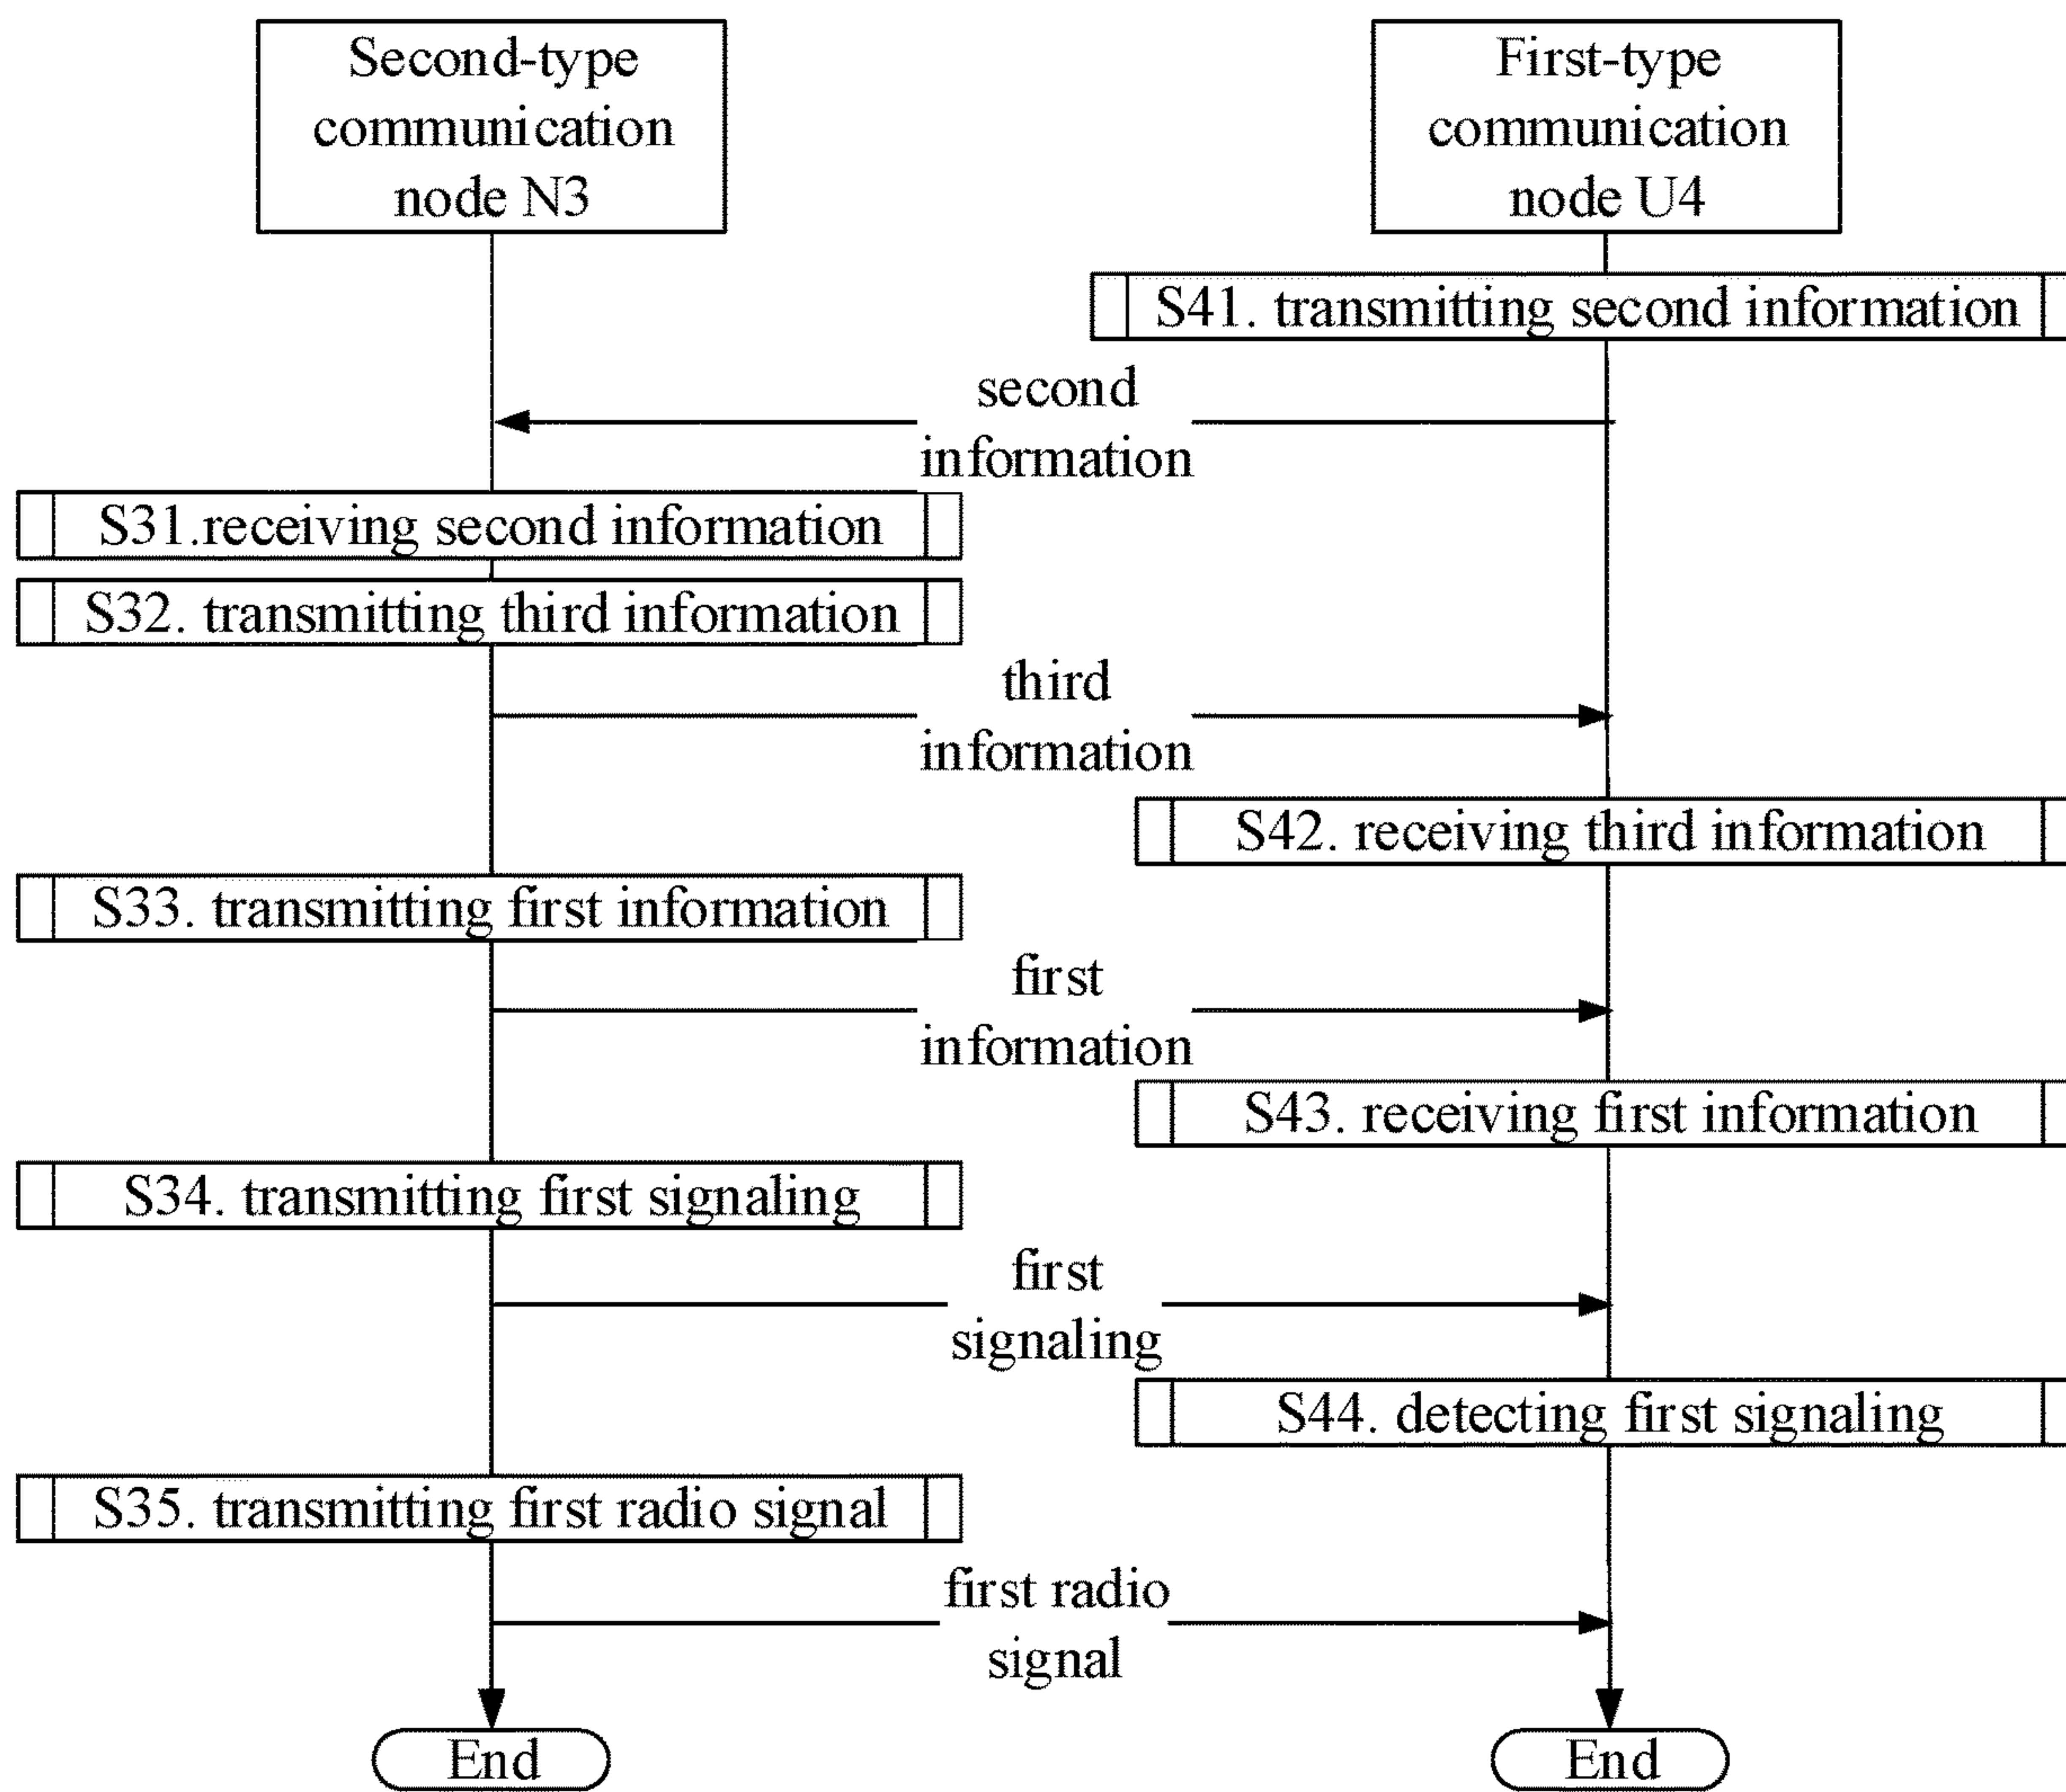 Second-type
communication
node N3
First-type
communication
node U4
S41. transmitting second information
second
information
S31.receiving second information
S32. transmitting third information
third
information
S42. receiving third information
S33. transmitting first information
first
information
S43. receiving first information
S34. transmitting first signaling
first
signaling
S44. detecting first signaling
S35. transmitting first radio signal
first radio
signal
End
End